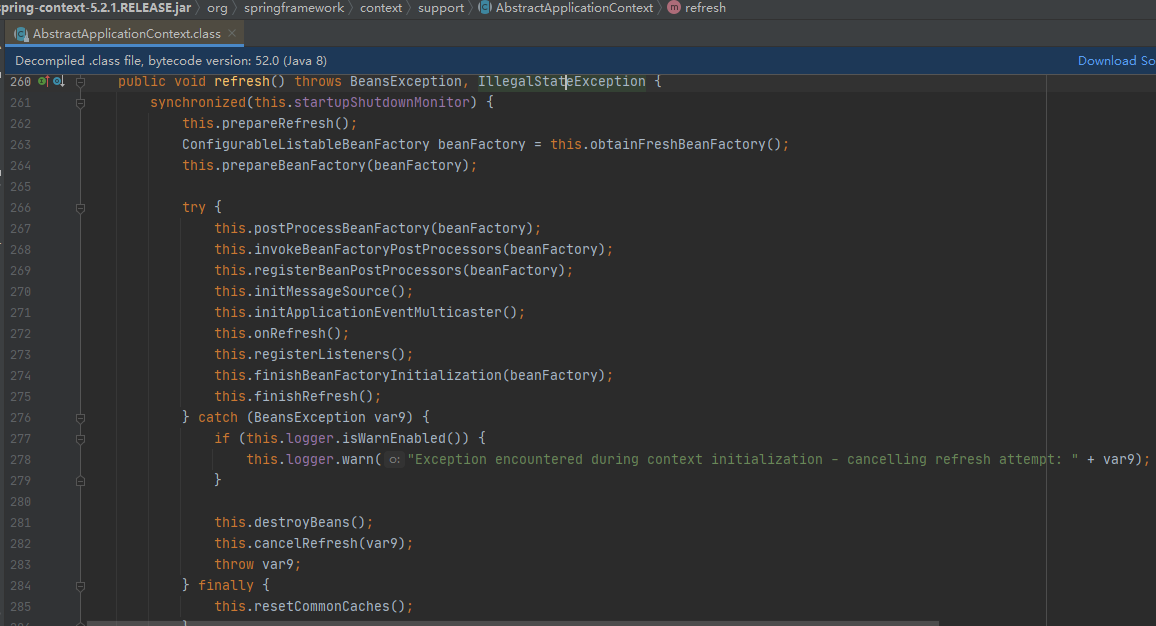 spring-context-5.2.1.RELEASE.jar org springframework context support AbstractApplicationContext refresh
AbstractApplicationContext.class
Decompiled .class file, bytecode version: 52.0 (Java 8) Download So
260 public void refresh() throws BeansException, IllegalStateException {
261 synchronized(this.startupShutdownMonitor) {
262 this.prepareRefresh();
263 ConfigurableListableBeanFactory beanFactory = this.obtainFreshBeanFactory();
264 this.prepareBeanFactory(beanFactory);
265
266 try {
267 this.postProcessBeanFactory(beanFactory);
268 this.invokeBeanFactoryPostProcessors(beanFactory);
269 this.registerBeanPostProcessors(beanFactory);
270 this.initMessageSource();
271 this.initApplicationEventMulticaster();
272 this.onRefresh();
273 this.registerListeners();
274 this.finishBeanFactoryInitialization(beanFactory);
275 this.finishRefresh();
276 } catch (BeansException var9) {
277 if (this.logger.isWarnEnabled()) {
278 this.logger.warn( o: "Exception encountered during context initialization - cancelling refresh attempt: " + var9);
279 }
280
281 this.destroyBeans();
282 this.cancelRefresh(var9);
283 throw var9;
284 } finally {
285 this.resetCommonCaches();